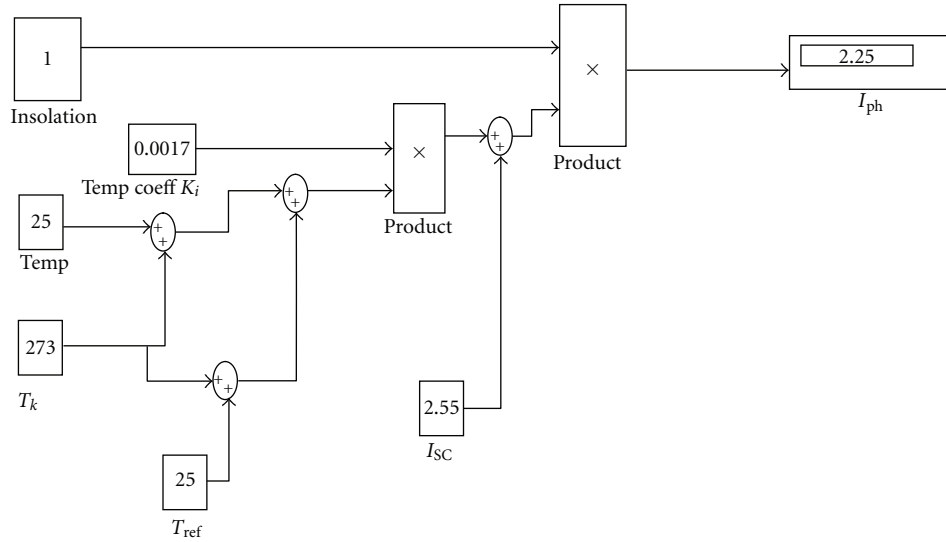 1
Insolation
×
Product
2.25
I_ph
0.0017
Temp coeff K_i
×
Product
+
+
+
+
25
Temp
+
+
273
T_k
+
+
2.55
I_SC
25
T_ref